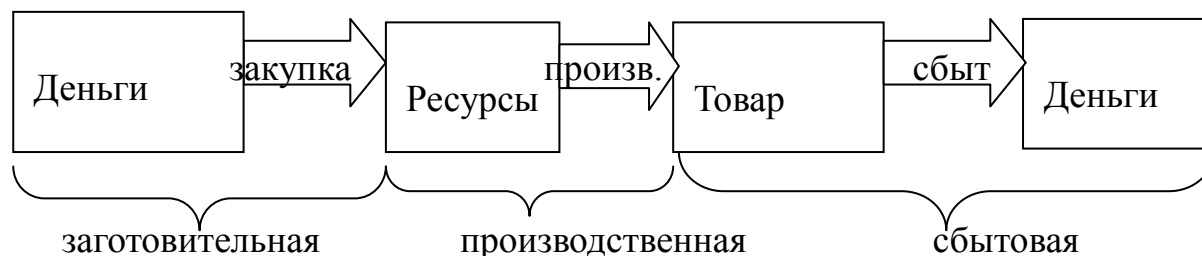 Деньги
закупка
Ресурсы
произв.
Товар
сбыт
Деньги
заготовительная
производственная
сбытовая